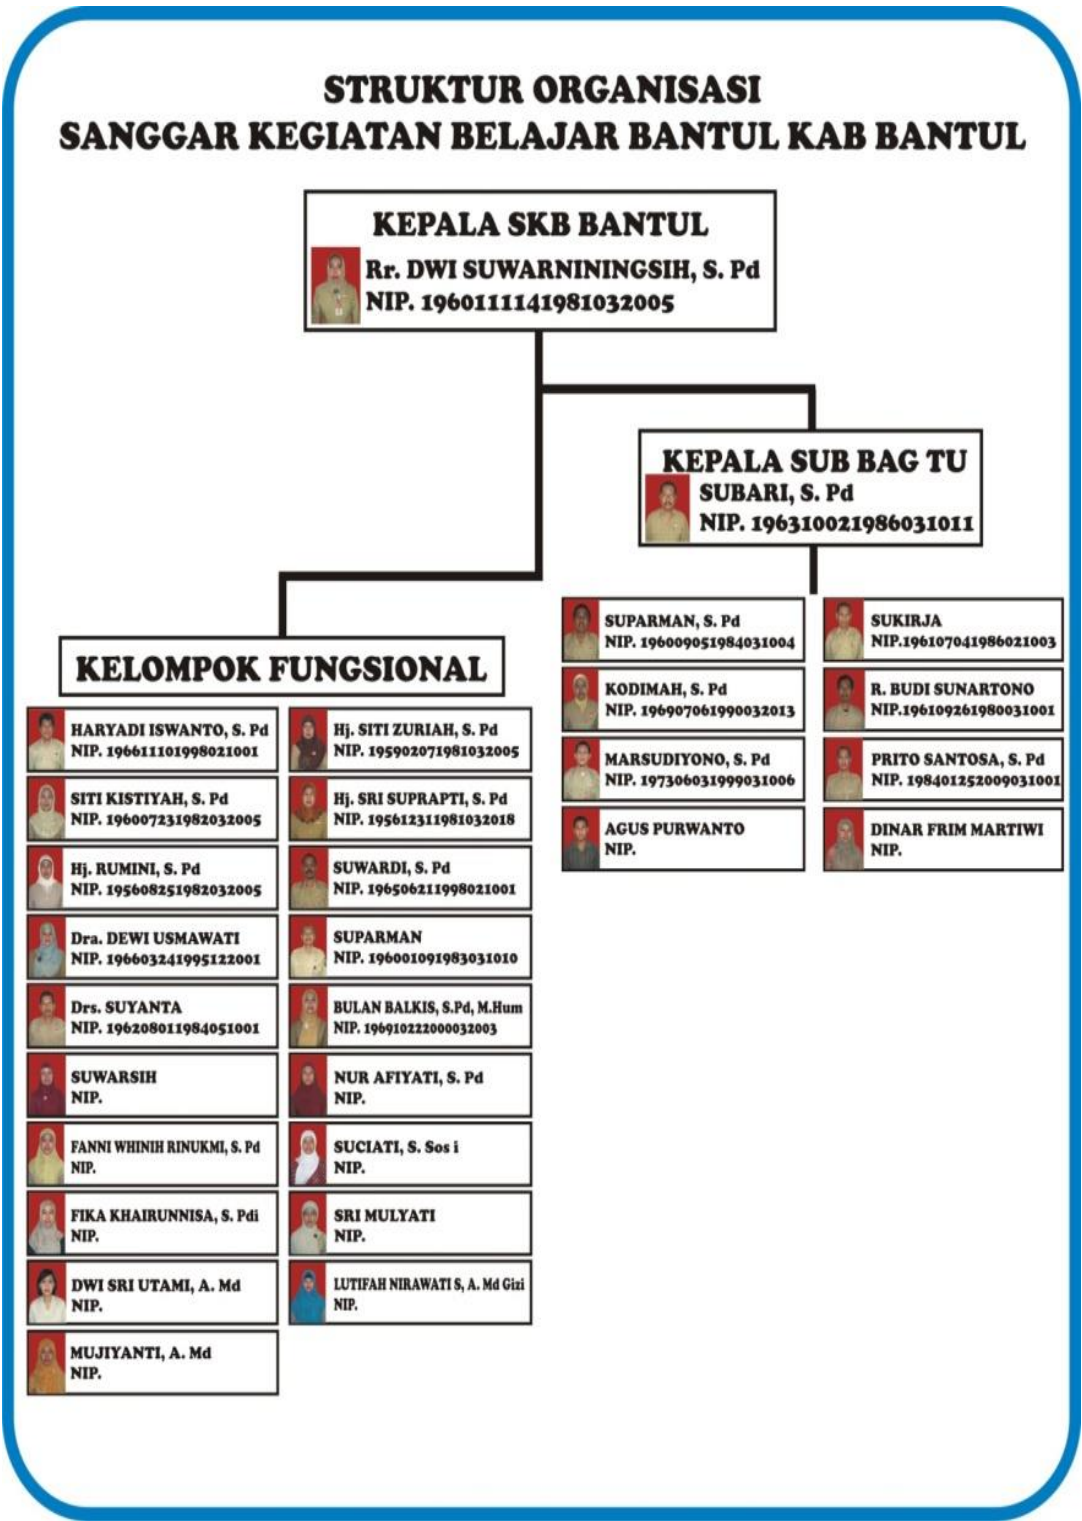 STRUKTUR ORGANISASI
SANGGAR KEGIATAN BELAJAR BANTUL KAB BANTUL
KEPALA SKB BANTUL
Rr. DWI SUWARNININGSIH, S. Pd
NIP. 196011141981032005
KEPALA SUB BAG TU
SUBARI, S. Pd
NIP. 196310021986031011
SUPARMAN, S. Pd
NIP. 196009051984031004
SUKIRJA
NIP.196107041986021003
KODIMAH, S. Pd
NIP. 196907061990032013
R. BUDI SUNARTONO
NIP.196109261980031001
MARSUDIYONO, S. Pd
NIP. 197306031999031006
PRITO SANTOSA, S. Pd
NIP. 198401252009031001
AGUS PURWANTO
NIP.
DINAR FRIM MARTIWI
NIP.
KELOMPOK FUNGSIONAL
HARYADI ISWANTO, S. Pd
NIP. 196611101998021001
Hj. SITI ZURIAH, S. Pd
NIP. 195902071981032005
SITI KISTIYAH, S. Pd
NIP. 196007231982032005
Hj. SRI SUPRAPTI, S. Pd
NIP. 195612311981032018
Hj. RUMINI, S. Pd
NIP. 195608251982032005
SUWARDI, S. Pd
NIP. 196506211998021001
Dra. DEWI USMAWATI
NIP. 196603241995122001
SUPARMAN
NIP. 196001091983031010
Drs. SUYANTA
NIP. 196208011984051001
BULAN BALKIS, S.Pd, M.Hum
NIP. 196910222000032003
SUWARSIH
NIP.
NUR AFIYATI, S. Pd
NIP.
FANNI WHINIH RINUKMI, S. Pd
NIP.
SUCIATI, S. Sos i
NIP.
FIKA KHAIRUNNISA, S. Pdi
NIP.
SRI MULYATI
NIP.
DWI SRI UTAMI, A. Md
NIP.
LUTIFAH NIRAWATI S, A. Md Gizi
NIP.
MUJIYANTI, A. Md
NIP.